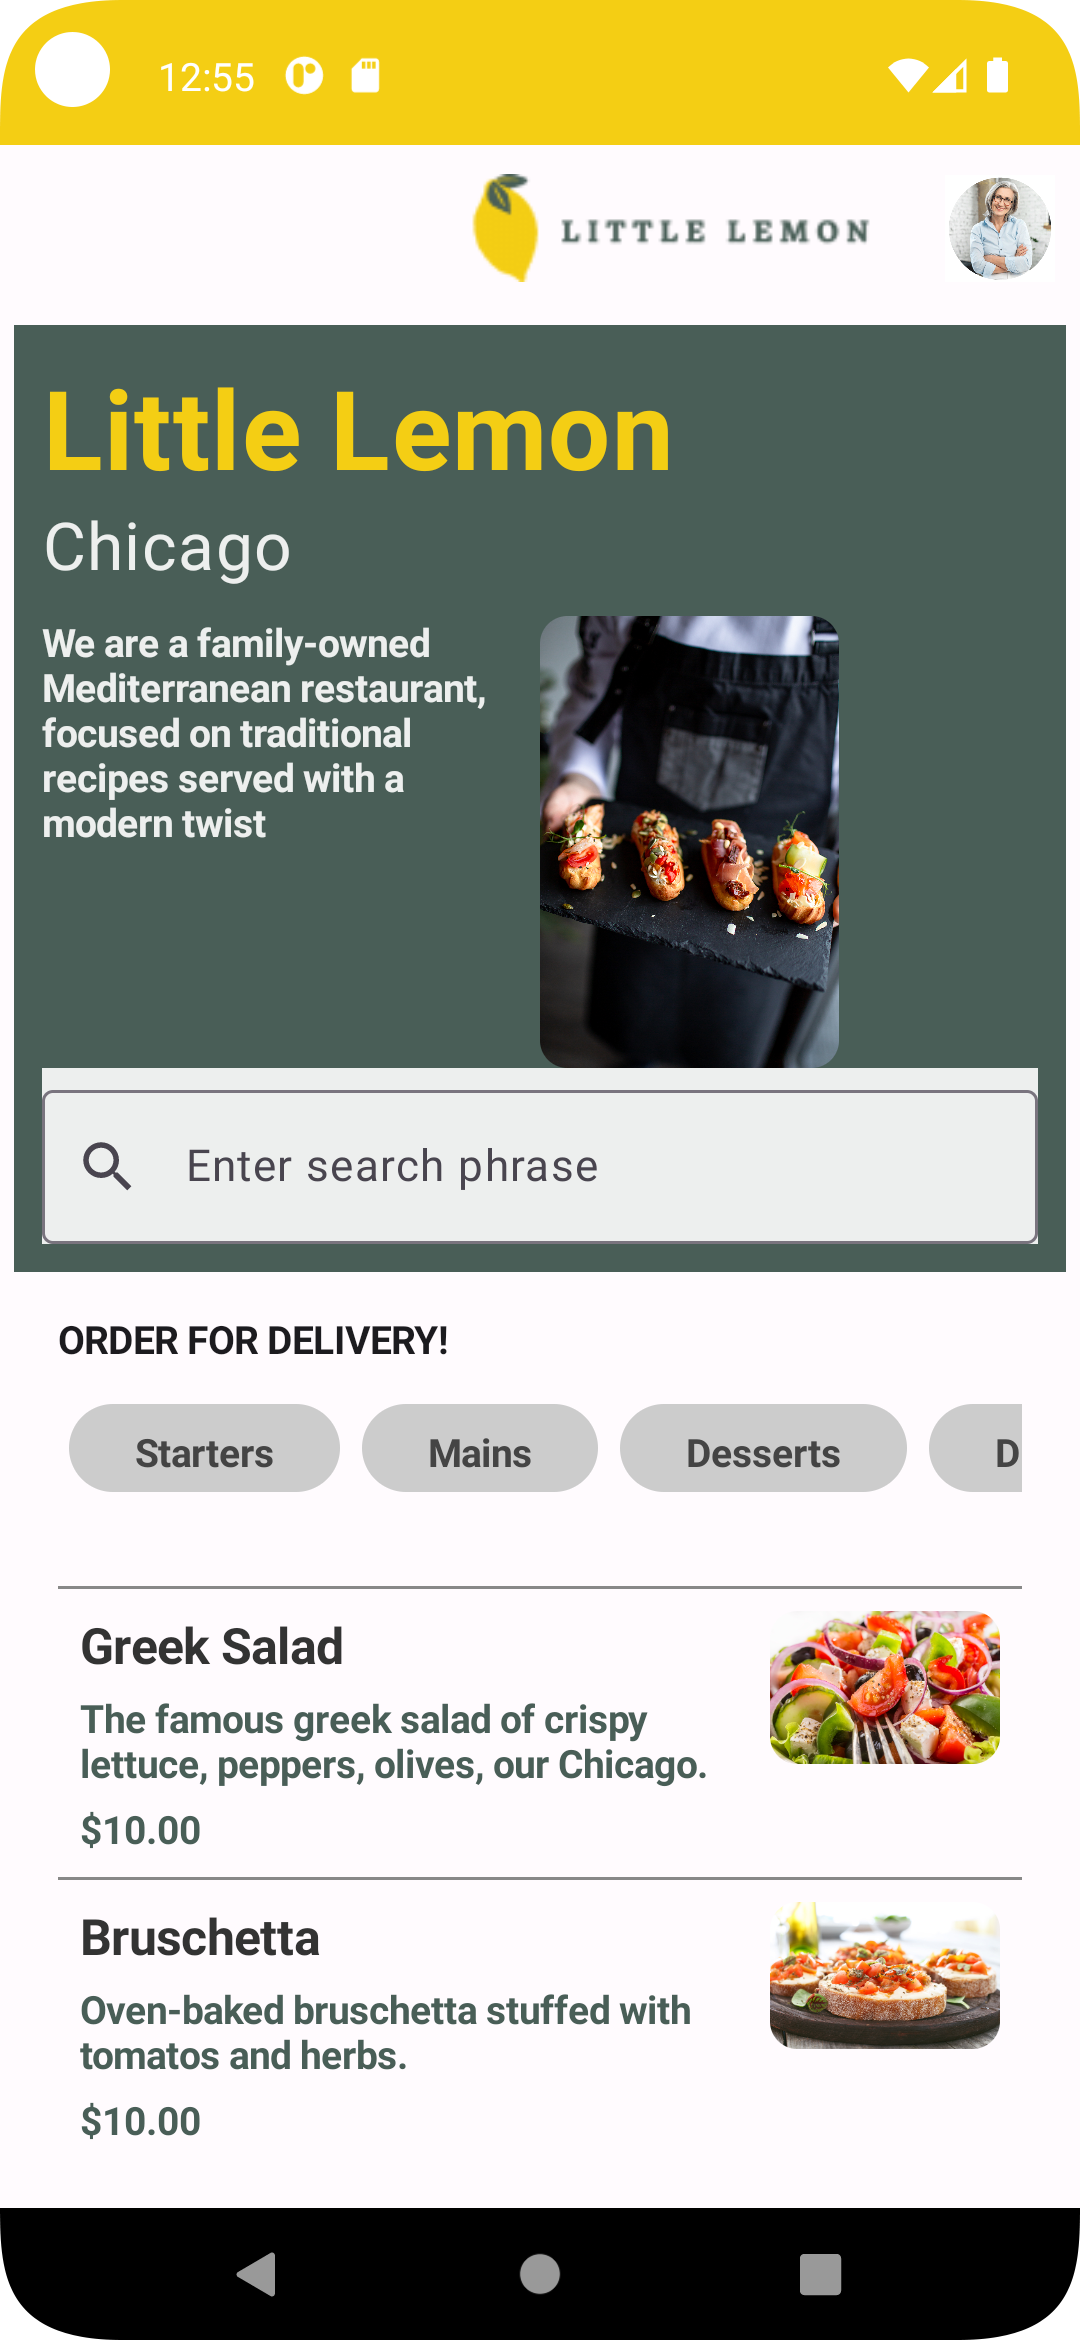 12:55
LITTLE LEMON
Little Lemon
Chicago
We are a family-owned
Mediterranean restaurant,
focused on traditional
recipes served with a
modern twist
Enter search phrase
ORDER FOR DELIVERY!
Starters Mains Desserts D
Greek Salad
The famous greek salad of crispy
lettuce, peppers, olives, our Chicago.
$10.00
Bruschetta
Oven-baked bruschetta stuffed with
tomatos and herbs.
$10.00